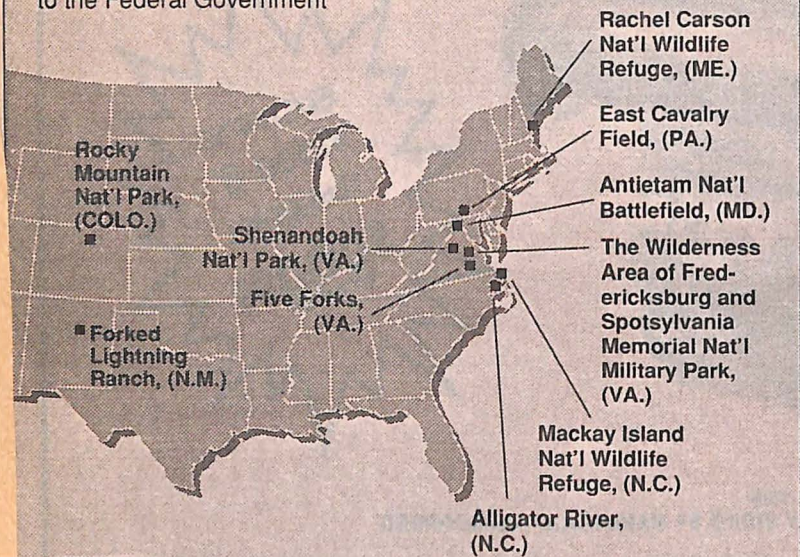 to the Federal Government
Rachel Carson
Nat'l Wildlife
Refuge, (ME.)
East Cavalry
Field, (PA.)
Antietam Nat'l
Battlefield, (MD.)
The Wilderness
Area of Fred-
ericksburg and
Spotsylvania
Memorial Nat'l
Military Park,
(VA.)
Mackay Island
Nat'l Wildlife
Refuge, (N.C.)
Alligator River,
(N.C.)
Rocky
Mountain
Nat'l Park,
(COLO.)
Shenandoah
Nat'l Park, (VA.)
Five Forks,
(VA.)
Forked
Lightning
Ranch, (N.M.)